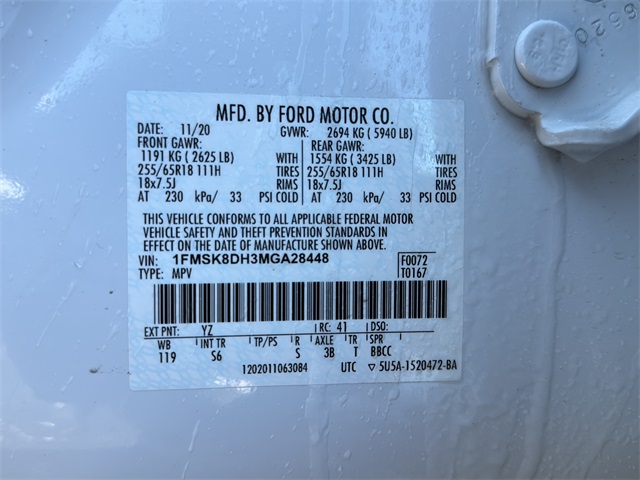 MFD. BY FORD MOTOR CO.
DATE: 11/20 GVWR: 2694 KG ( 5940 LB)
FRONT GAWR: REAR GAWR:
1191 KG ( 2625 LB) WITH 1554 KG ( 3425 LB) WITH
255/65R18 111H TIRES 255/65R18 111H TIRES
18x7.5J RIMS 18x7.5J RIMS
AT 230 kPa/ 33 PSI COLD AT 230 kPa/ 33 PSI COLD
THIS VEHICLE CONFORMS TO ALL APPLICABLE FEDERAL MOTOR
VEHICLE SAFETY AND THEFT PREVENTION STANDARDS IN
EFFECT ON THE DATE OF MANUFACTURE SHOWN ABOVE.
VIN: 1FMSK8DH3MGA28448 F0072
TYPE: MPV T0167
EXT PNT: YZ RC: 41 DSO:
WB INT TR TP/PS R AXLE TR SPR
119 S6 S 3B T BBCC
1202011063084 UTC ▽ 5U5A-1520472-BA